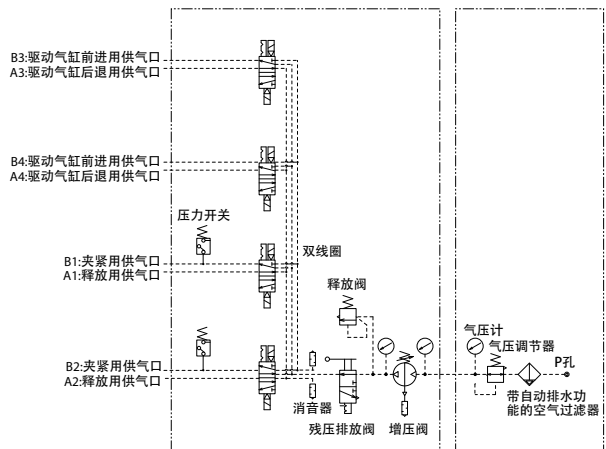 B3:驱动气缸前进用供气口
A3:驱动气缸后退用供气口
B4:驱动气缸前进用供气口
A4:驱动气缸后退用供气口
压力开关
双线圈
B1:夹紧用供气口
A1:释放用供气口
释放阀
气压计
气压调节器
P孔
B2:夹紧用供气口
A2:释放用供气口
消音器
残压排放阀
增压阀
带自动排水功
能的空气过滤器